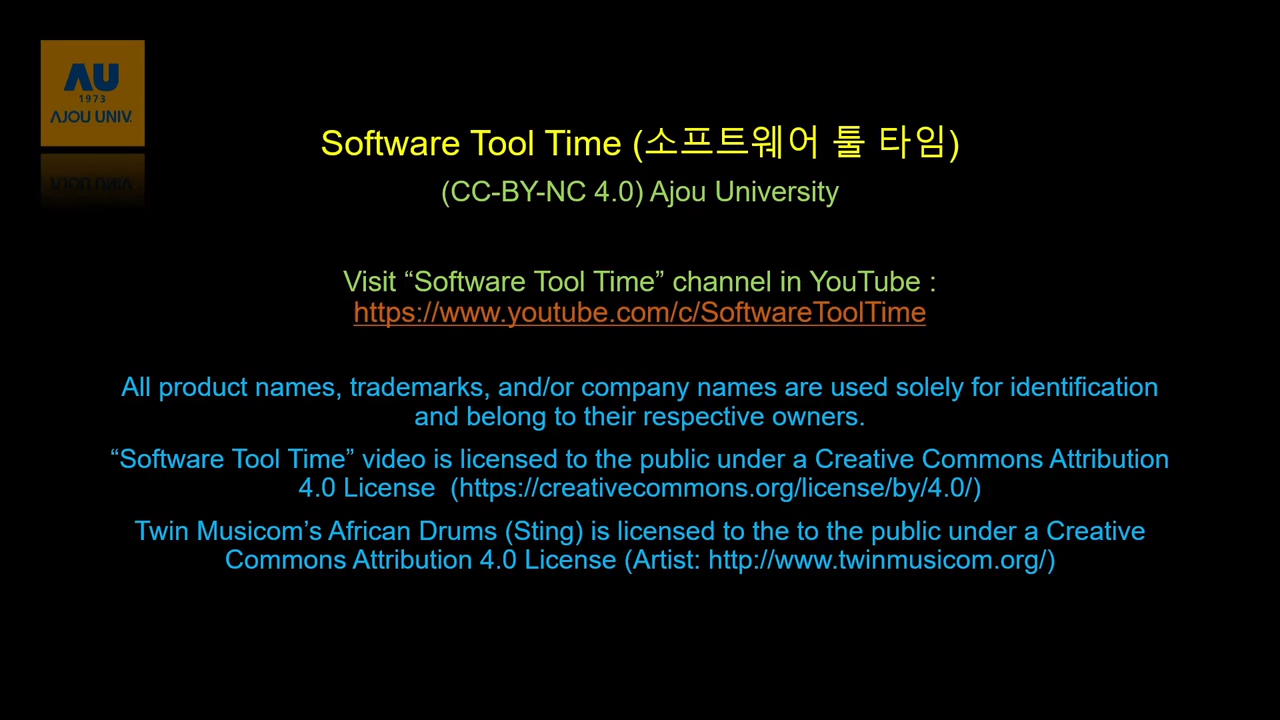 AU
1973
AJOU UNIV.
Software Tool Time (소프트웨어 툴 타임)
(CC-BY-NC 4.0) Ajou University
Visit “Software Tool Time” channel in YouTube :
https://www.youtube.com/c/SoftwareToolTime
All product names, trademarks, and/or company names are used solely for identification
and belong to their respective owners.
“Software Tool Time” video is licensed to the public under a Creative Commons Attribution
4.0 License  (https://creativecommons.org/license/by/4.0/)
Twin Musicom’s African Drums (Sting) is licensed to the to the public under a Creative
Commons Attribution 4.0 License (Artist: http://www.twinmusicom.org/)